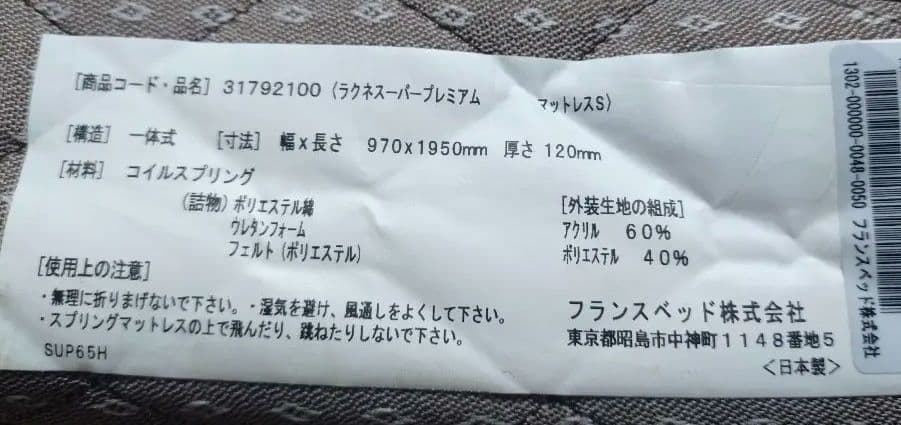 [商品コード・品名] 31792100 (ラクネスーパープレミアム マットレスS)
[構造] 一体式 [寸法] 幅x長さ 970x1950mm 厚さ 120mm
[材料] コイルスプリング
(詰物) ポリエステル綿
ウレタンフォーム
フェルト (ポリエステル)
[外装生地の組成]
アクリル 60%
ポリエステル 40%
[使用上の注意]
・無理に折りまげないで下さい。・湿気を避け、風通しをよくして下さい。
・スプリングマットレスの上で飛んだり、跳ねたりしないで下さい。
SUP65H
フランスベッド株式会社
東京都昭島市中神町1148番地5
<日本製>
1302-000000-0048-0050 フランスベッド株式会社